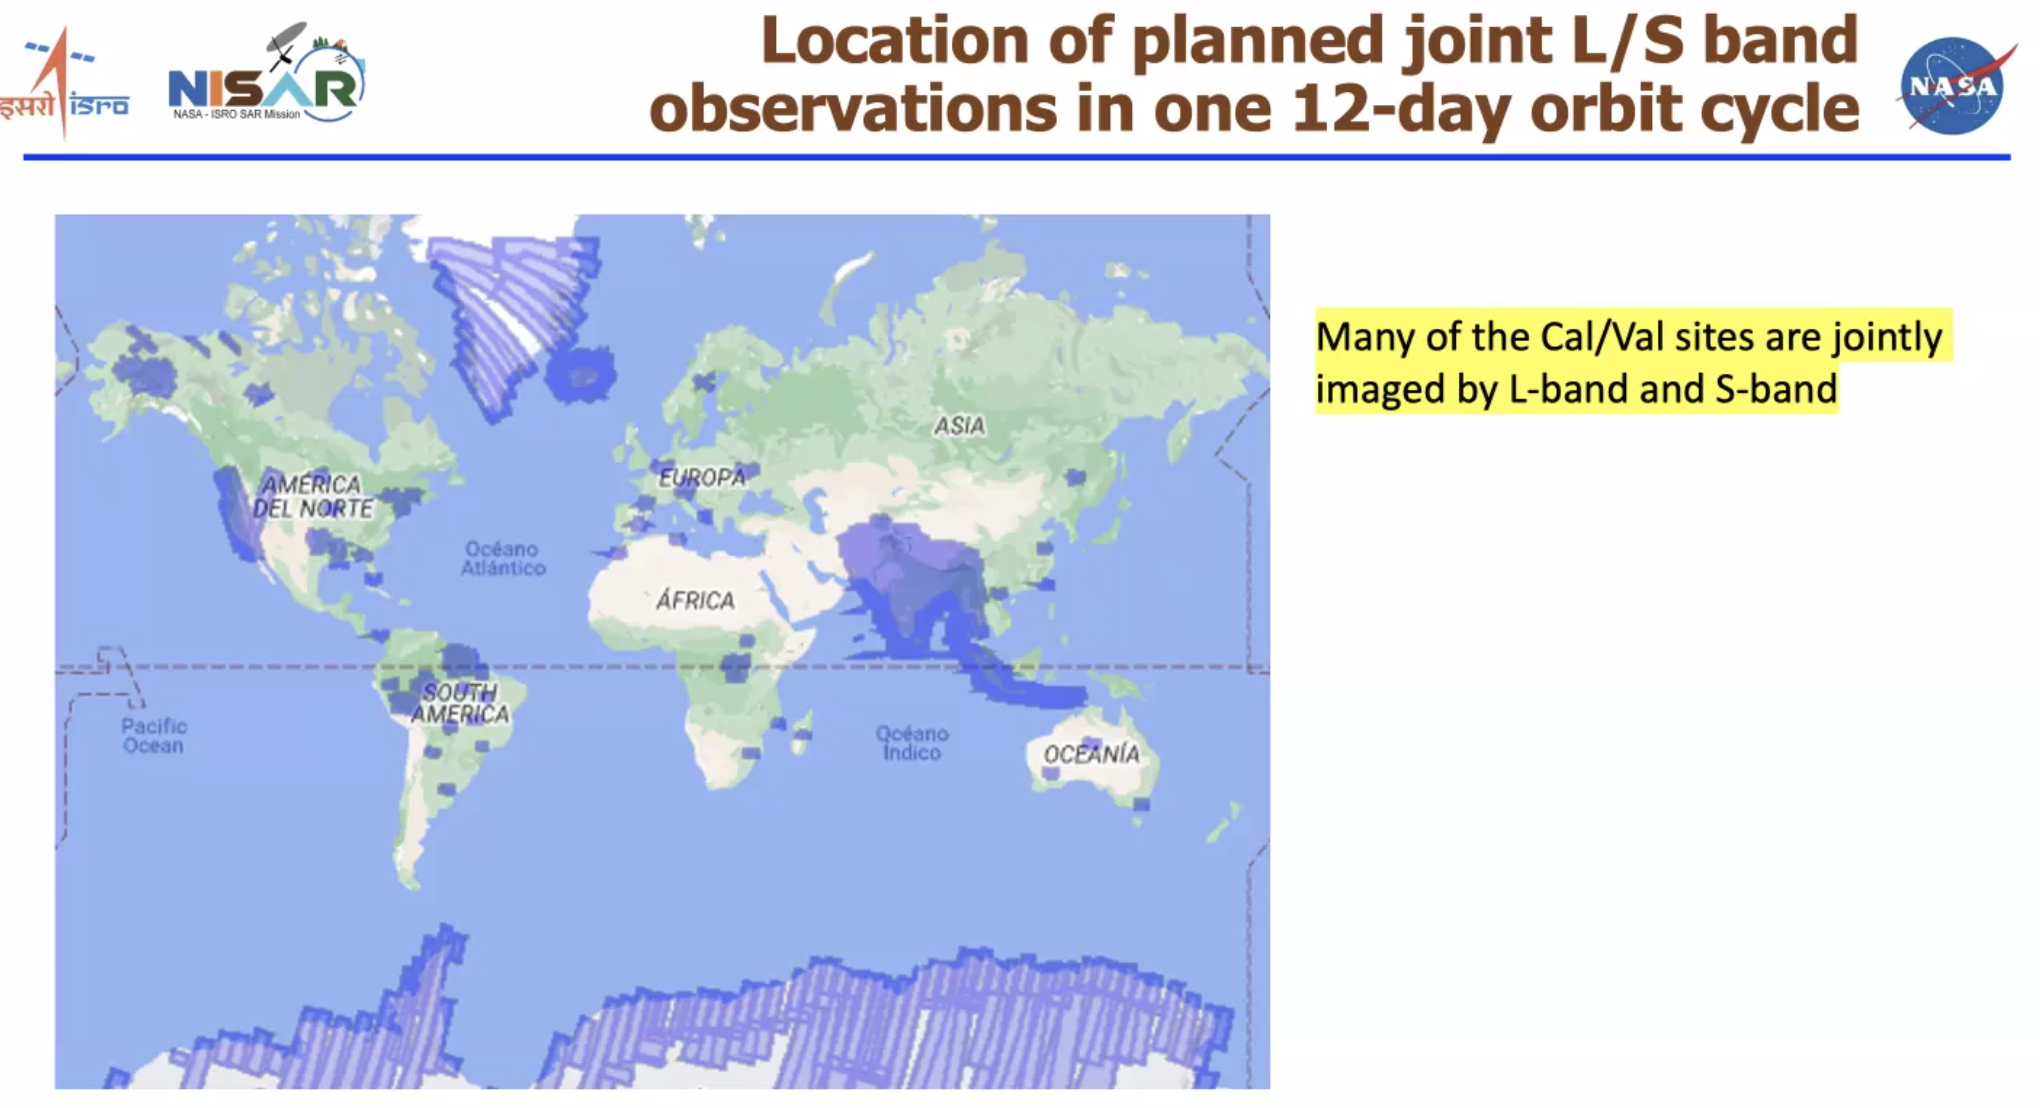 Location of planned joint L/S band
observations in one 12-day orbit cycle
इसरो isro
NISAR
NASA - ISRO SAR Mission
NASA
Many of the Cal/Val sites are jointly
imaged by L-band and S-band
ASIA
EUROPA
AMÉRICA
DEL NORTE
Océano
Atlántico
ÁFRICA
SOUTH
AMERICA
Pacific
Ocean
Océano
Índico
OCEANÍA